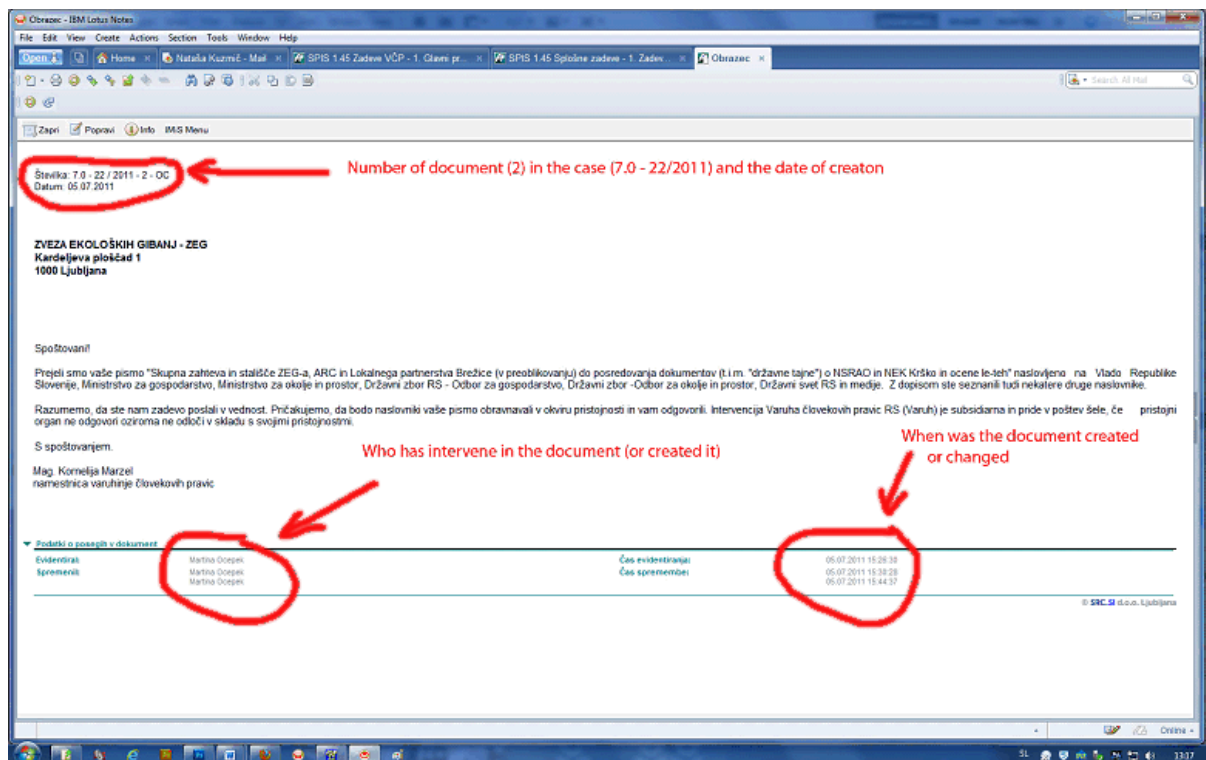 Obrazec - IBM Lotus Notes
File Edit View Create Actions Section Tools Window Help
Open Home × Nataša Kuzmič - Mail × SPIS 1.45 Zadeve VČP - 1. Glavni pr... × SPIS 1.45 Splošne zadeve - 1. Zadev... × Obrazec ×
Search All Mail
Zapri Popravi Info IMiS Menu
Številka: 7.0 - 22 / 2011 - 2 - OC
Datum: 05.07.2011
Number of document (2) in the case (7.0 - 22/2011) and the date of creaton
ZVEZA EKOLOŠKIH GIBANJ - ZEG
Kardeljeva ploščad 1
1000 Ljubljana
Spoštovani!
Prejeli smo vaše pismo "Skupna zahteva in stališče ZEG-a, ARC in Lokalnega partnerstva Brežice (v preoblikovanju) do posredovanja dokumentov (t.i.m. "državne tajne") o NSRAO in NEK Krško in ocene le-teh" naslovljeno na Vlado Republike
Slovenije, Ministrstvo za gospodarstvo, Ministrstvo za okolje in prostor, Državni zbor RS - Odbor za gospodarstvo, Državni zbor -Odbor za okolje in prostor, Državni svet RS in medije. Z dopisom ste seznanili tudi nekatere druge naslovnike.
Razumemo, da ste nam zadevo poslali v vednost. Pričakujemo, da bodo naslovniki vaše pismo obravnavali v okviru pristojnosti in vam odgovorili. Intervencija Varuha človekovih pravic RS (Varuh) je subsidiarna in pride v poštev šele, če pristojni
organ ne odgovori oziroma ne odloči v skladu s svojimi pristojnostmi.
S spoštovanjem.
Who has intervene in the document (or created it)
When was the document created
or changed
Mag. Kornelija Marzel
namestnica varuhinje človekovih pravic
Podatki o posegih v dokument
Evidentiral: Martina Ocepek Čas evidentiranja: 05.07.2011 15:26:30
Spremenil: Martina Ocepek Čas spremembe: 05.07.2011 15:30:28
Martina Ocepek 05.07.2011 15:44:37
© SRC.SI d.o.o. Ljubljana
Online
SL 13:17